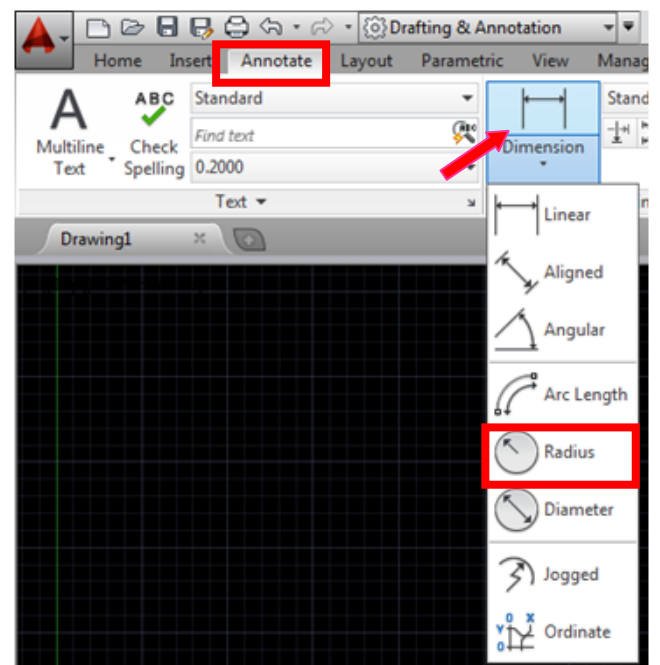 Drafting & Annotation
Home Insert Annotate Layout Parametric View Manag
A ABC Standard Stand
Find text ABC
Multiline Check Dimension
Text Spelling 0.2000
Text
Drawing1
Linear
Aligned
Angular
Arc Length
Radius
Diameter
Jogged
Ordinate